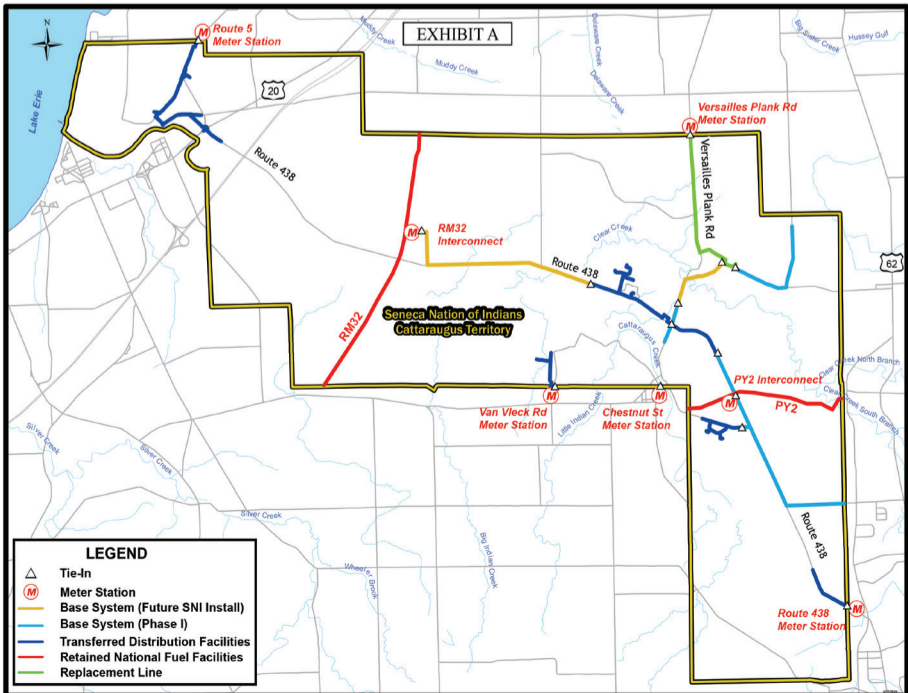 EXHIBIT A
Route 5
Meter Station
Muddy Creek
Muddy Creek
Delaware Creek
Delaware Creek
Big Sister Creek
Hussey Gulf
Lake Erie
20
Versailles Plank Rd
Meter Station
Versailles Plank Rd
Route 438
RM32
Interconnect
Clear Creek
Route 438
62
Seneca Nation of Indians
Cattaraugus Territory
RM32
Cattaraugus Creek
Clear Creek North Branch
PY2 Interconnect
Clear Creek South Branch
PY2
Van Vleck Rd
Meter Station
Little Indian Creek
Chestnut St
Meter Station
Silver Creek
Silver Creek
Silver Creek
Big Indian Creek
Route 438
Wheeler Brook
Route 438
Meter Station
LEGEND
Tie-In
M Meter Station
Base System (Future SNI Install)
Base System (Phase I)
Transferred Distribution Facilities
Retained National Fuel Facilities
Replacement Line